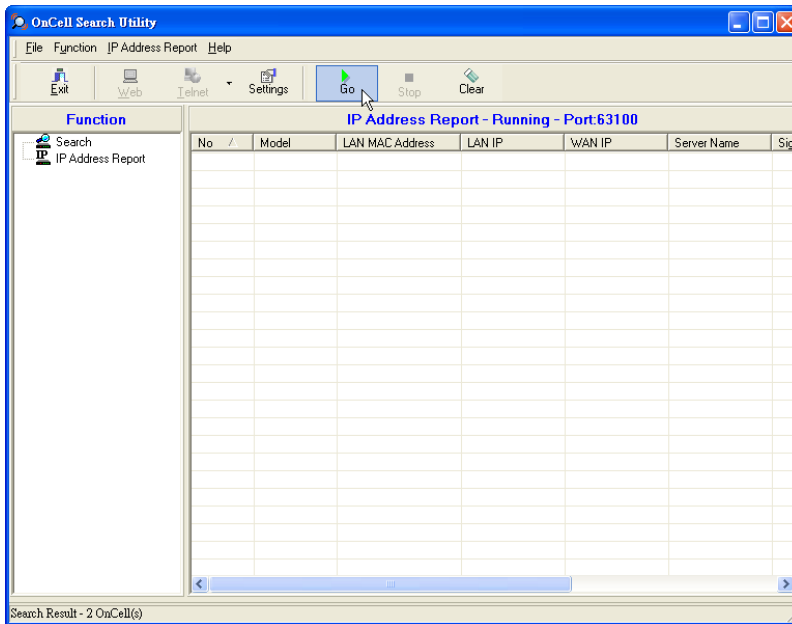 OnCell Search Utility
File Function IP Address Report Help
Exit Web Telnet Settings Go Stop Clear
Function
IP Address Report - Running - Port:63100
Search
IP IP Address Report
No Model LAN MAC Address LAN IP WAN IP Server Name Sig
Search Result - 2 OnCell(s)